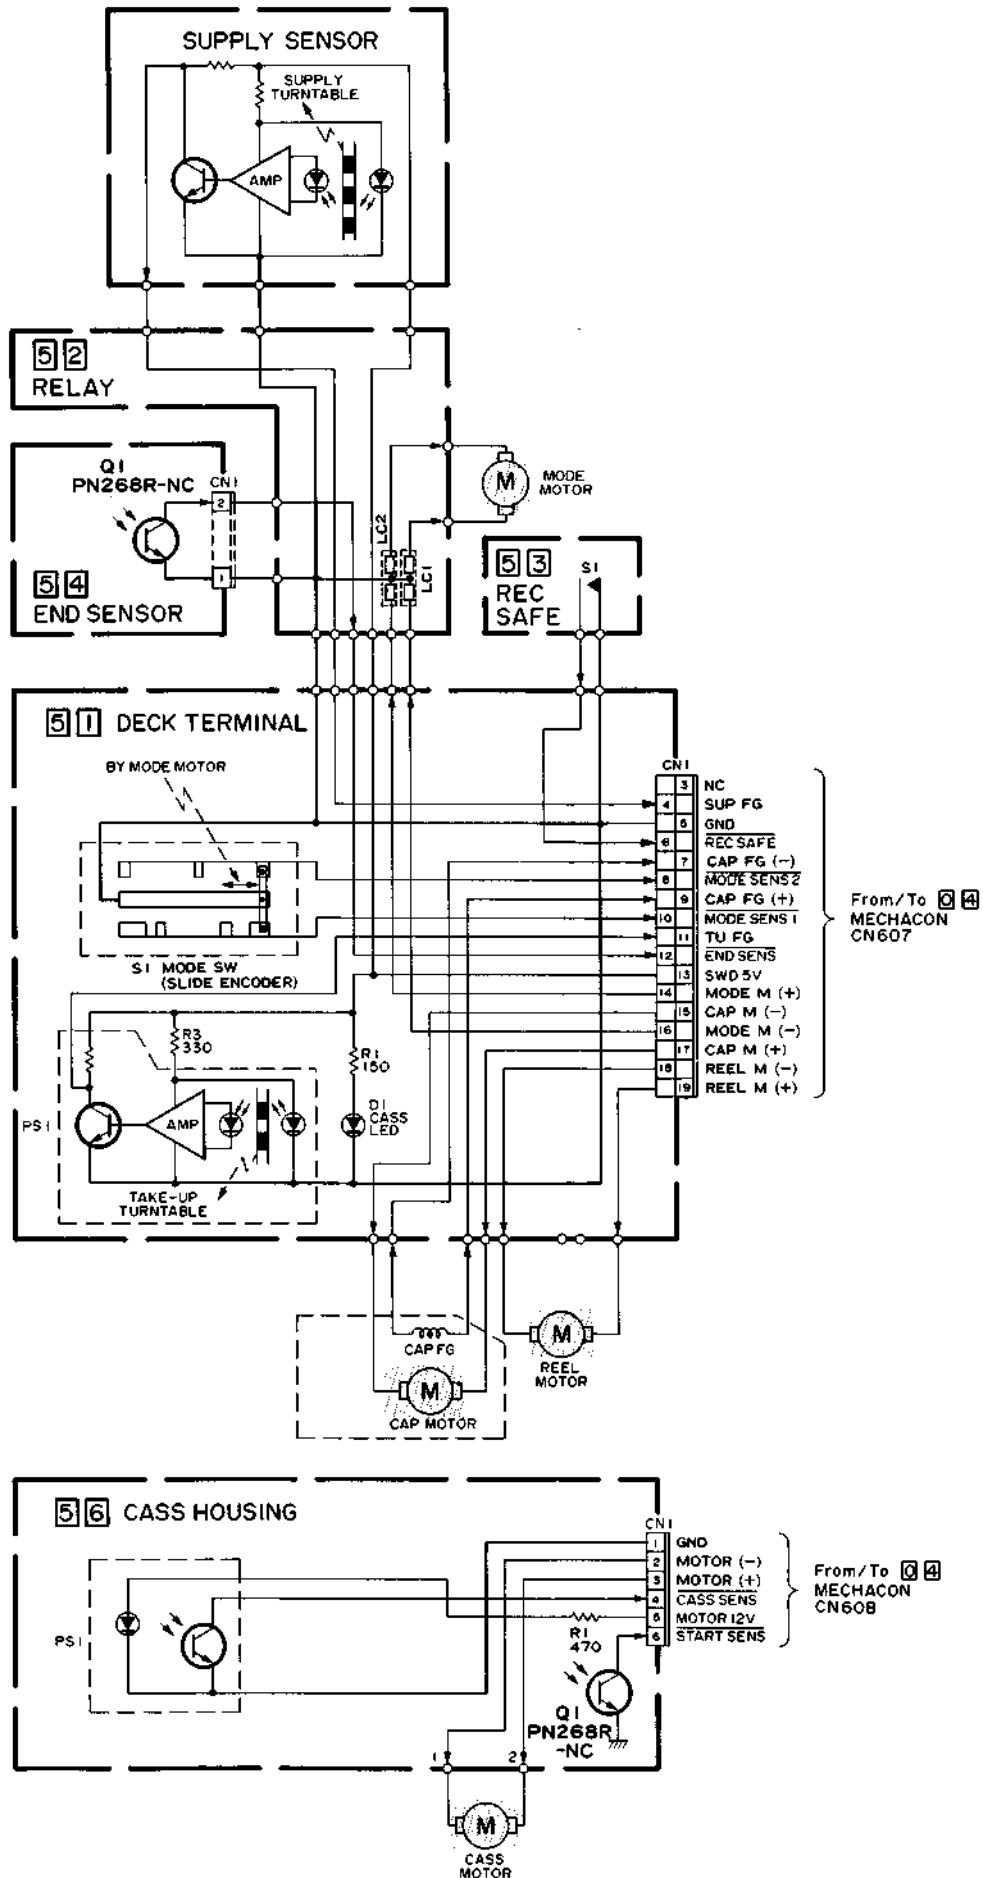 SUPPLY SENSOR
SUPPLY
TURNTABLE
AMP
5 2
RELAY
Q1
PN268R-NC
CN1
2
1
5 4
END SENSOR
LC2
LC1
M
MODE
MOTOR
5 3
REC
SAFE
S1
5 1 DECK TERMINAL
BY MODE MOTOR
S1 MODE SW
(SLIDE ENCODER)
CN1
3 NC
4 SUP FG
5 GND
6 REC SAFE
7 CAP FG (-)
8 MODE SENS 2
9 CAP FG (+)
10 MODE SENS 1
11 TU FG
12 END SENS
13 SWD 5V
14 MODE M (+)
15 CAP M (-)
16 MODE M (-)
17 CAP M (+)
18 REEL M (-)
19 REEL M (+)
From/To 0 4
MECHACON
CN607
R3
330
R1
150
D1
CASS
LED
PS1
AMP
TAKE-UP
TURNTABLE
CAP FG
M
CAP MOTOR
M
REEL
MOTOR
5 6 CASS HOUSING
CN1
1 GND
2 MOTOR (-)
3 MOTOR (+)
4 CASS SENS
5 MOTOR 12V
6 START SENS
From/To 0 4
MECHACON
CN608
PS1
R1
470
Q1
PN268R
-NC
1
2
M
CASS
MOTOR